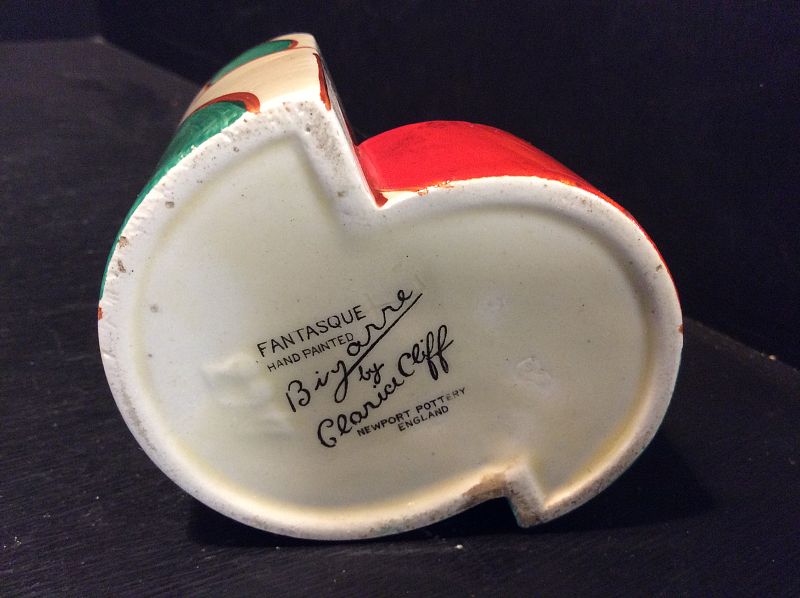 FANTASQUE
HAND PAINTED
Bizarre
by
Clarice Cliff
NEWPORT POTTERY
ENGLAND